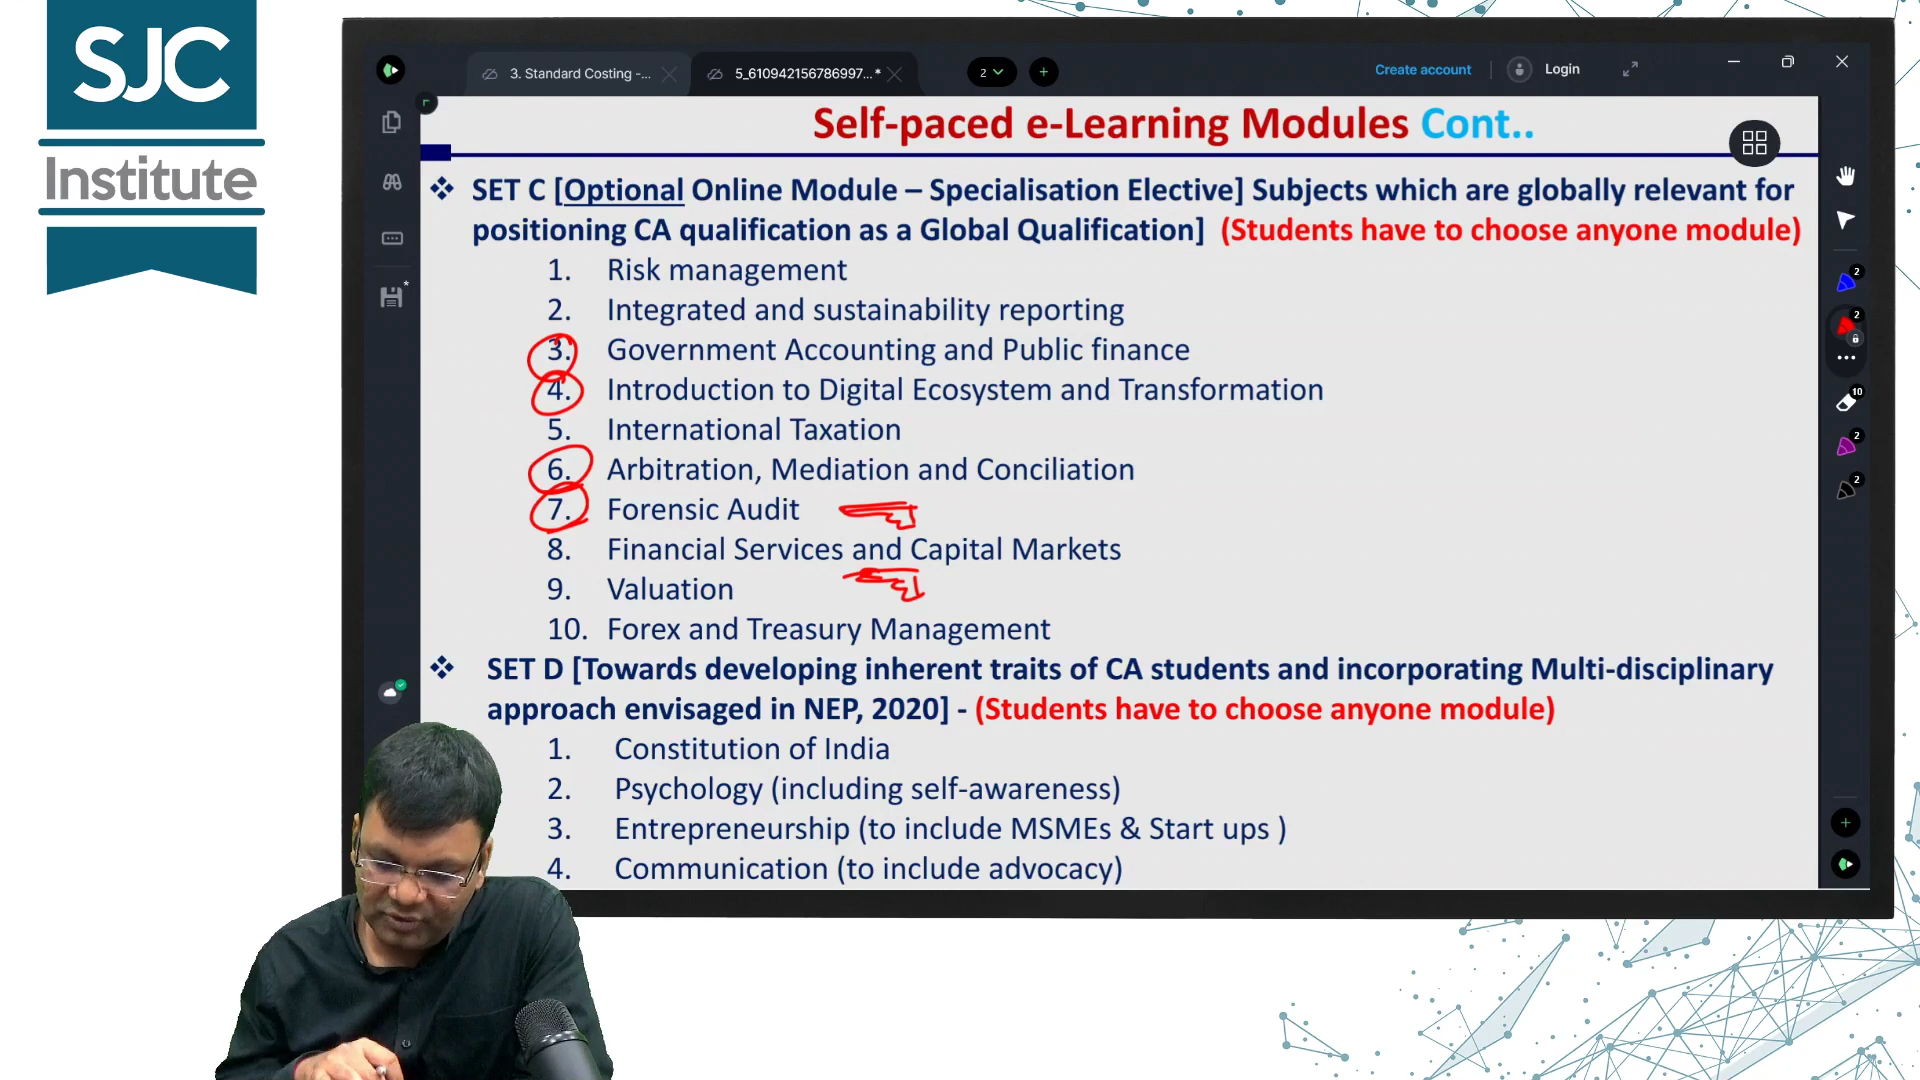 SJC
Institute
3. Standard Costing -...
5_610942156786997... *
2
Create account
Login
Self-paced e-Learning Modules Cont..
SET C [Optional Online Module – Specialisation Elective] Subjects which are globally relevant for
positioning CA qualification as a Global Qualification] (Students have to choose anyone module)
1. Risk management
2. Integrated and sustainability reporting
3. Government Accounting and Public finance
4. Introduction to Digital Ecosystem and Transformation
5. International Taxation
6. Arbitration, Mediation and Conciliation
7. Forensic Audit
8. Financial Services and Capital Markets
9. Valuation
10. Forex and Treasury Management
SET D [Towards developing inherent traits of CA students and incorporating Multi-disciplinary
approach envisaged in NEP, 2020] - (Students have to choose anyone module)
1. Constitution of India
2. Psychology (including self-awareness)
3. Entrepreneurship (to include MSMEs & Start ups )
4. Communication (to include advocacy)
2
2
10
2
2